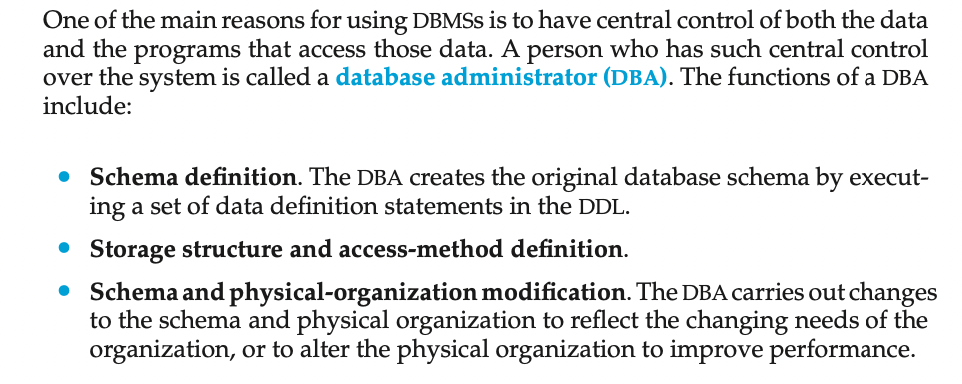 One of the main reasons for using DBMSs is to have central control of both the data
and the programs that access those data. A person who has such central control
over the system is called a database administrator (DBA). The functions of a DBA
include:
• Schema definition. The DBA creates the original database schema by execut-
ing a set of data definition statements in the DDL.
• Storage structure and access-method definition.
• Schema and physical-organization modification. The DBA carries out changes
to the schema and physical organization to reflect the changing needs of the
organization, or to alter the physical organization to improve performance.